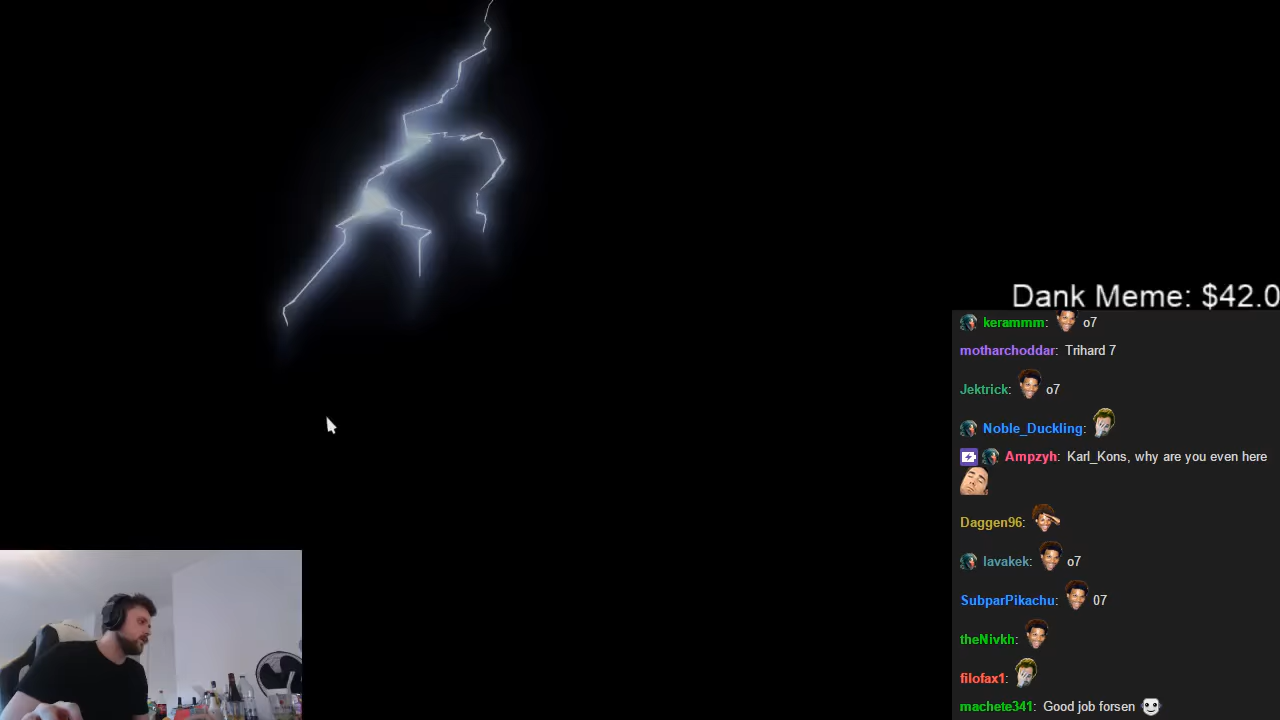 Dank Meme: $42.0
kerammm: o7
motharchoddar: Trihard 7
Jektrick: o7
Noble_Duckling:
Ampzyh: Karl_Kons, why are you even here
Daggen96:
lavakek: o7
SubparPikachu: 07
theNivkh:
filofax1:
machete341: Good job forsen